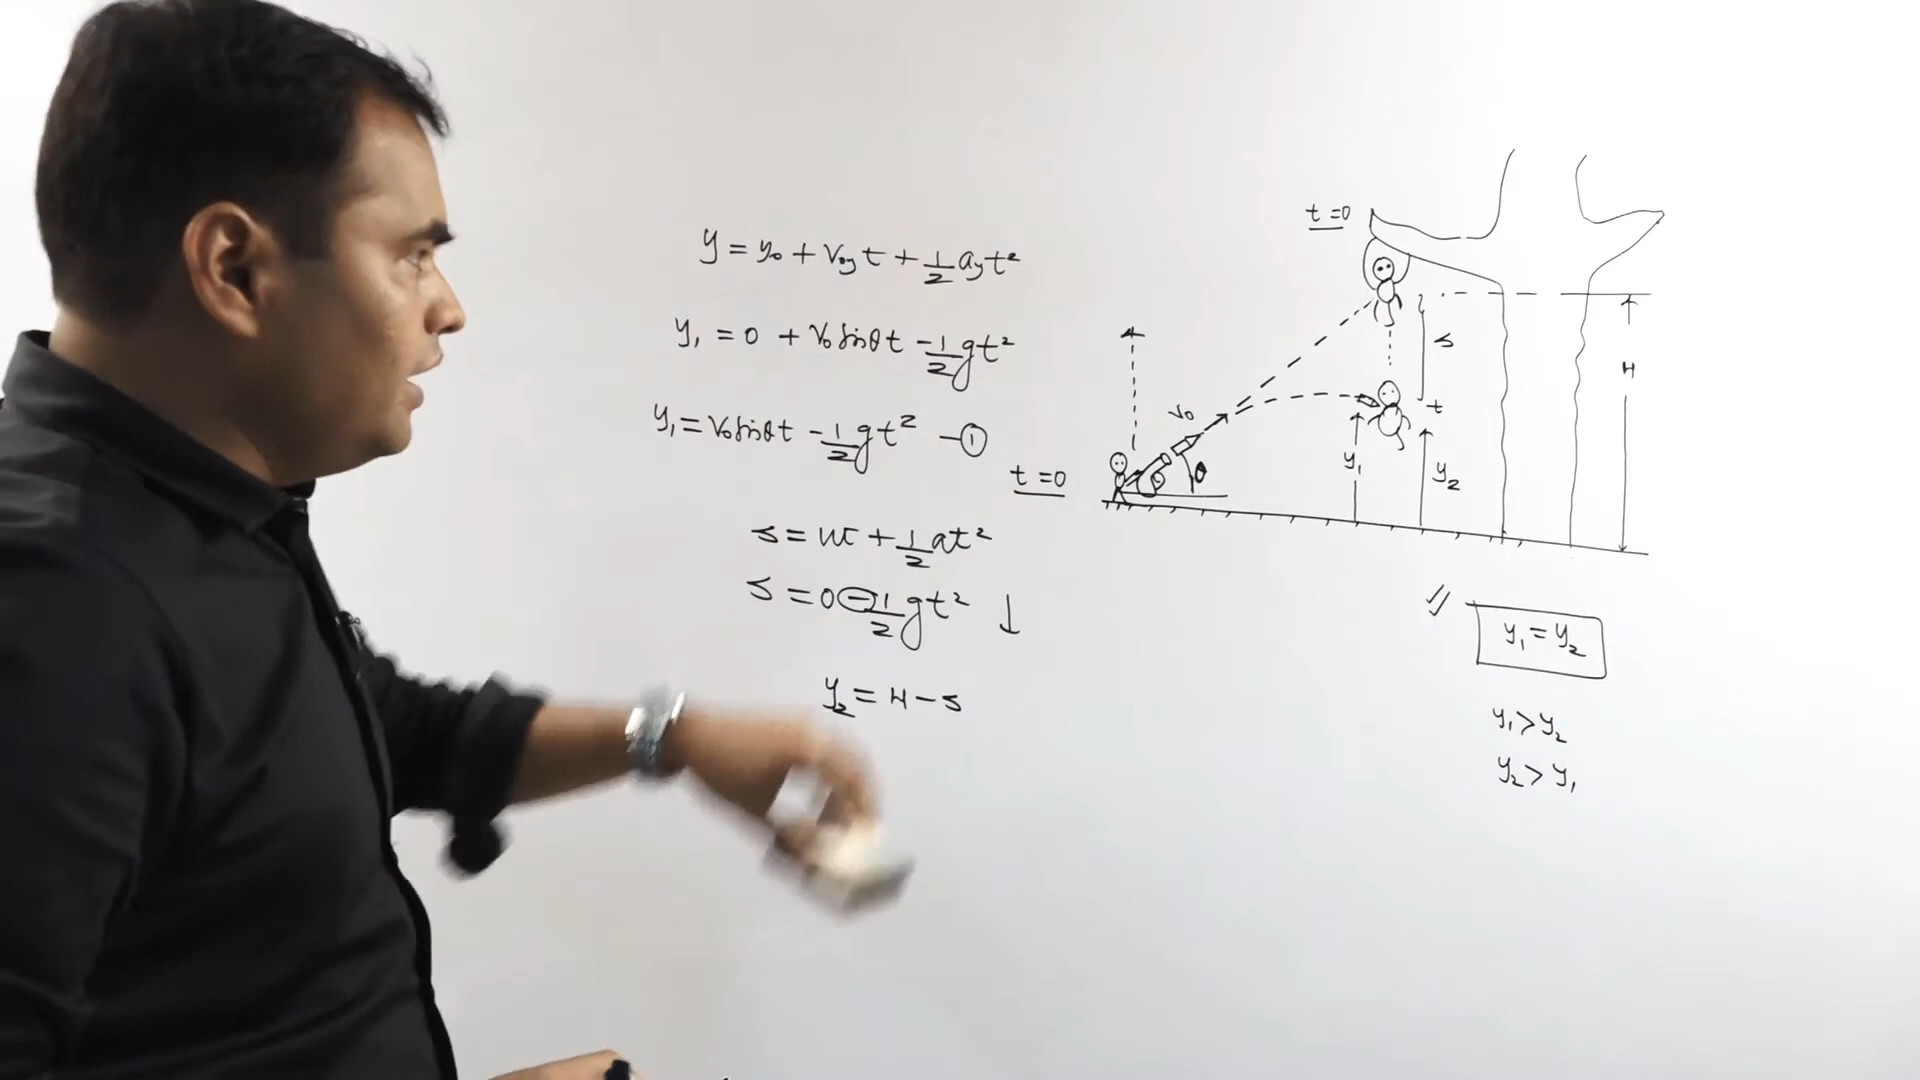 y = y₀ + v₀y t + 1/2 ay t²
y₁ = 0 + v₀ sinθ t - 1/2 g t²
y₁ = v₀ sinθ t - 1/2 g t² - ①
s = ut + 1/2 at²
s = 0 - 1/2 g t² ↓
y₂ = H - s
t = 0
t = 0
v₀
θ
s
t
H
y₁
y₂
y₁ = y₂
y₁ > y₂
y₂ > y₁